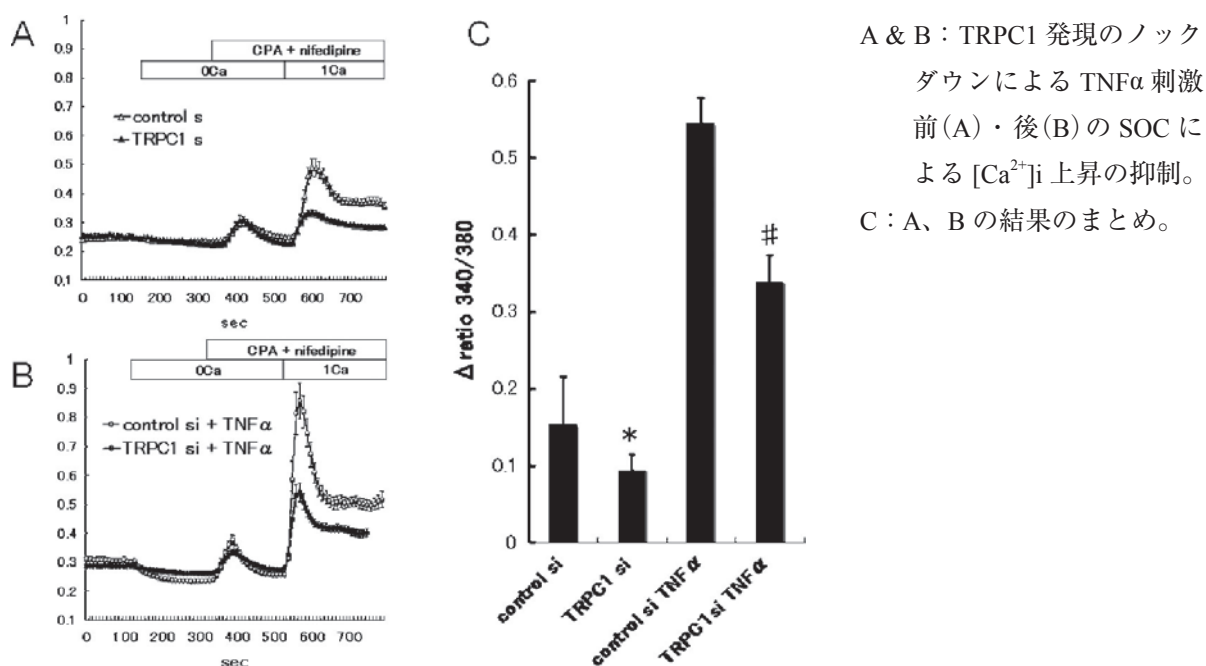 A
1
0.9
0.8
0.7
0.6
0.5
0.4
0.3
0.2
0.1
CPA + nifedipine
0Ca
1Ca
control s
TRPC1 s
0 100 200 300 400 500 600 700
sec
B
1
0.9
0.8
0.7
0.6
0.5
0.4
0.3
0.2
0.1
CPA + nifedipine
0Ca
1Ca
control si + TNFα
TRPC1 si + TNFα
0 100 200 300 400 500 600 700
sec
C
Δ ratio 340/380
0.6
0.5
0.4
0.3
0.2
0.1
0
*
#
control si
TRPC1 si
control si TNFα
TRPC1si TNFα
A & B：TRPC1 発現のノック
ダウンによる TNFα 刺激
前(A)・後(B)の SOC に
よる [Ca²⁺]i 上昇の抑制。
C：A、B の結果のまとめ。